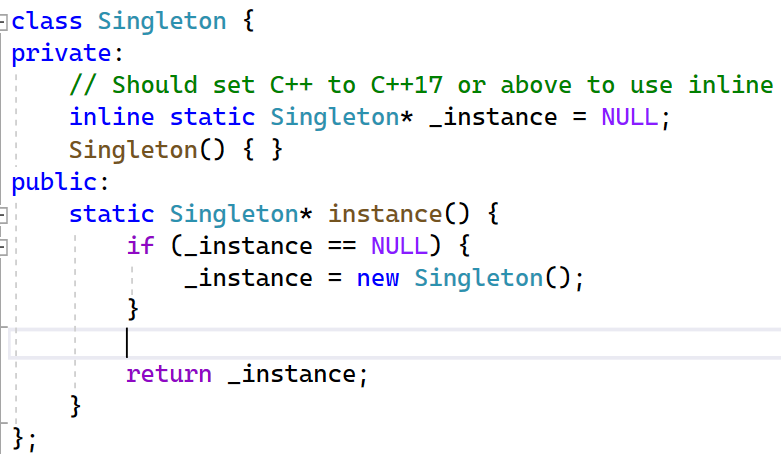 class Singleton {
private:
    // Should set C++ to C++17 or above to use inline
    inline static Singleton* _instance = NULL;
    Singleton() { }
public:
    static Singleton* instance() {
        if (_instance == NULL) {
            _instance = new Singleton();
        }
        return _instance;
    }
};